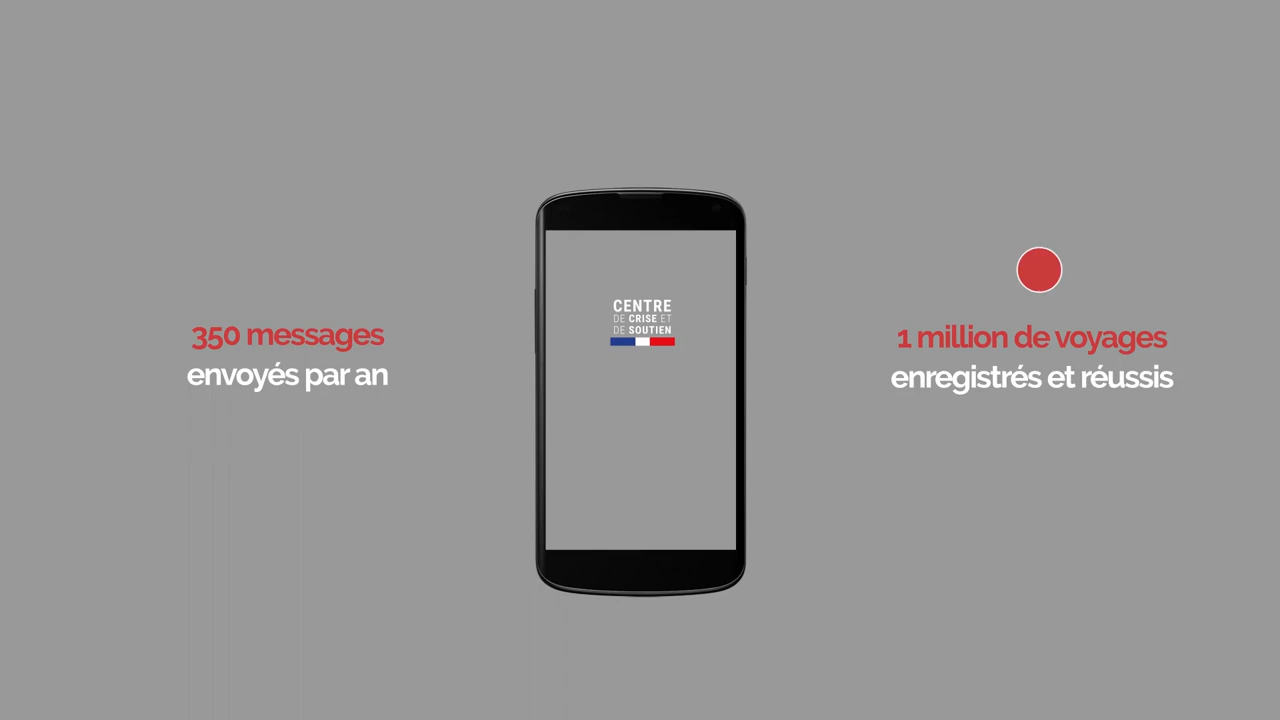 350 messages
envoyés par an
CENTRE
DE CRISE ET
DE SOUTIEN
1 million de voyages
enregistrés et réussis